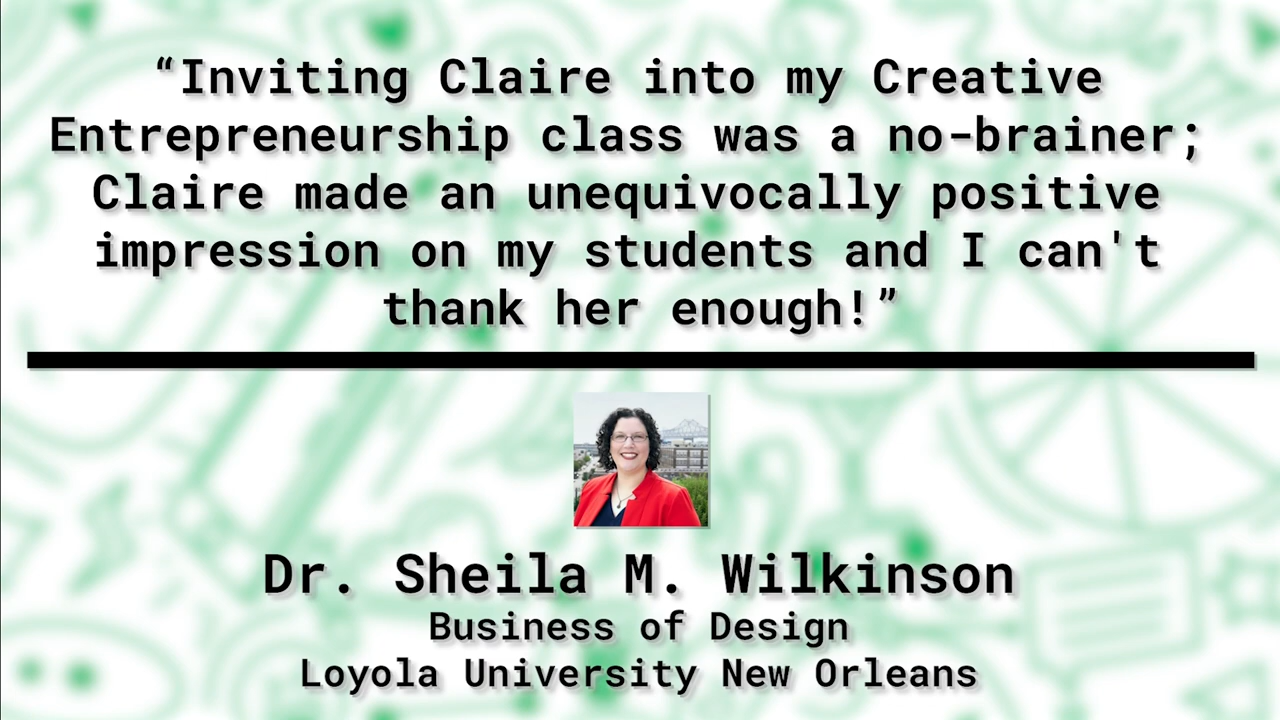 “Inviting Claire into my Creative
Entrepreneurship class was a no-brainer;
Claire made an unequivocally positive
impression on my students and I can't
thank her enough!”
Dr. Sheila M. Wilkinson
Business of Design
Loyola University New Orleans